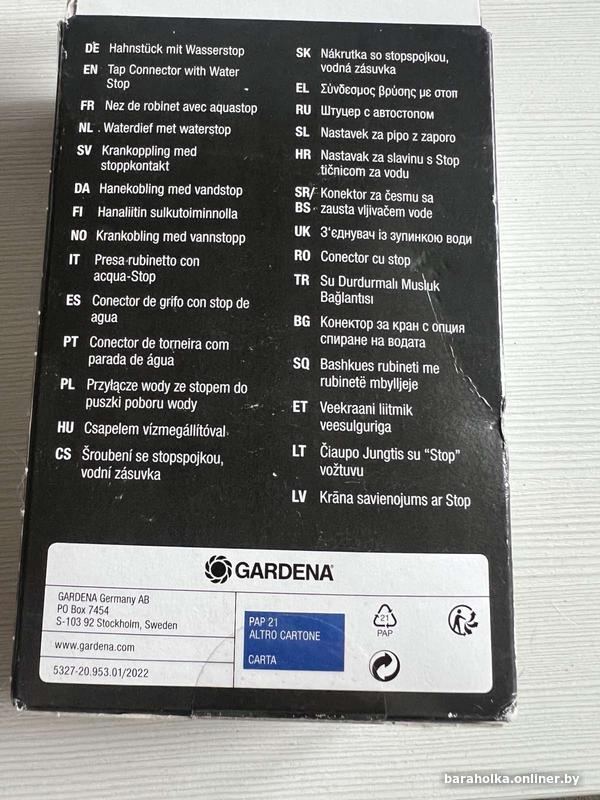 DE Hahnstück mit Wasserstop
EN Tap Connector with Water
Stop
FR Nez de robinet avec aquastop
NL . Waterdief met waterstop
SV Krankoppling med
stoppkontakt
DA Hanekobling med vandstop
FI Hanaliitin sulkutoiminnolla
NO Krankobling med vannstopp
IT Presa rubinetto con
acqua-Stop
ES Conector de grifo con stop de
agua
PT Conector de torneira com
parada de água
PL Przyłącze wody ze stopem do
puszki poboru wody
HU Csapelem vízmegállítóval
CS Šroubení se stopspojkou,
vodní zásuvka
SK Nákrutka so stopspojkou,
vodná zásuvka
EL Σύνδεσμος βρύσης με στοπ
RU Штуцер с автостопом
SL Nastavek za pipo z zaporo
HR Nastavak za slavinu s Stop
tičnicom za vodu
SR/ Konektor za česmu sa
BS zausta vljivačem vode
UK З'єднувач із зупинкою води
RO Conector cu stop
TR Su Durdurmalı Musluk
Bağlantısı
BG Конектор за кран с опция
спиране на водата
SQ Bashkues rubineti me
rubinetë mbylljeje
ET Veekraani liitmik
veesulguriga
LT Čiaupo Jungtis su “Stop”
vožtuvu
LV Krāna savienojums ar Stop
GARDENA
GARDENA Germany AB
PO Box 7454
S-103 92 Stockholm, Sweden
www.gardena.com
5327-20.953.01/2022
PAP 21
ALTRO CARTONE
CARTA
21
PAP
baraholka.onliner.by